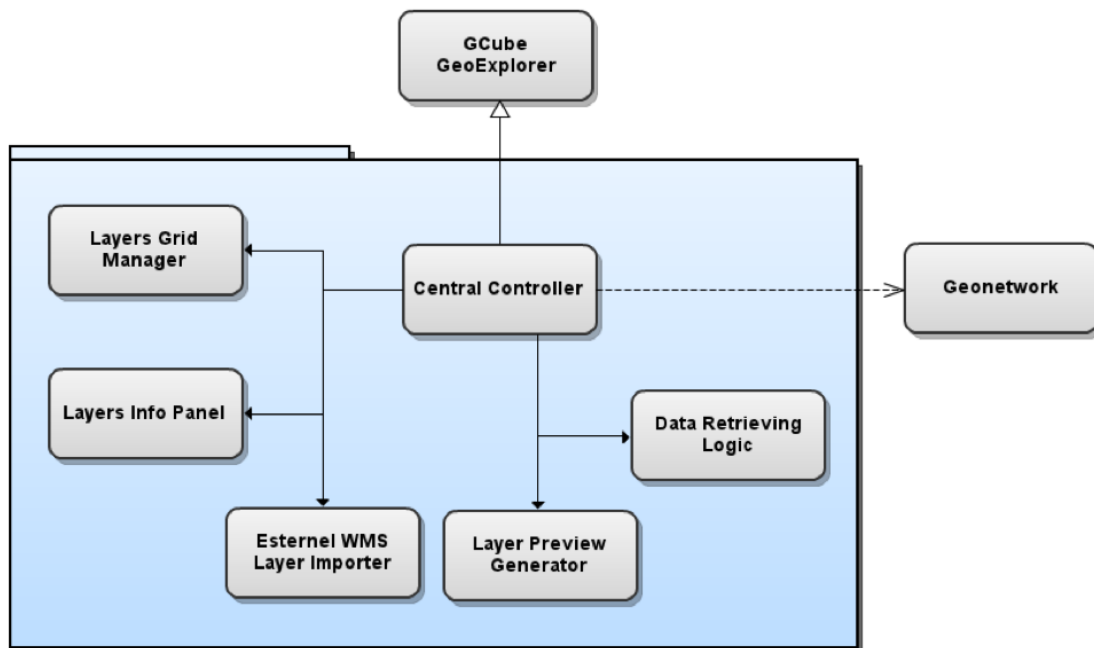 GCube
GeoExplorer
Layers Grid
Manager
Central Controller
Geonetwork
Layers Info Panel
Data Retrieving
Logic
Esternel WMS
Layer Importer
Layer Preview
Generator